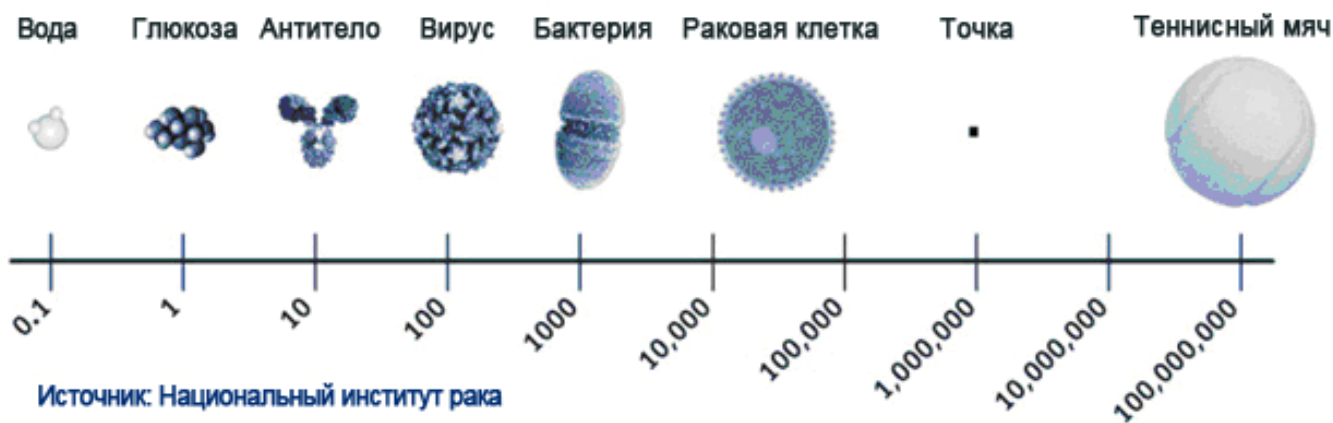 Вода Глюкоза Антитело Вирус Бактерия Раковая клетка Точка Теннисный мяч
0.1 1 10 100 1000 10,000 100,000 1,000,000 10,000,000 100,000,000
Источник: Национальный институт рака